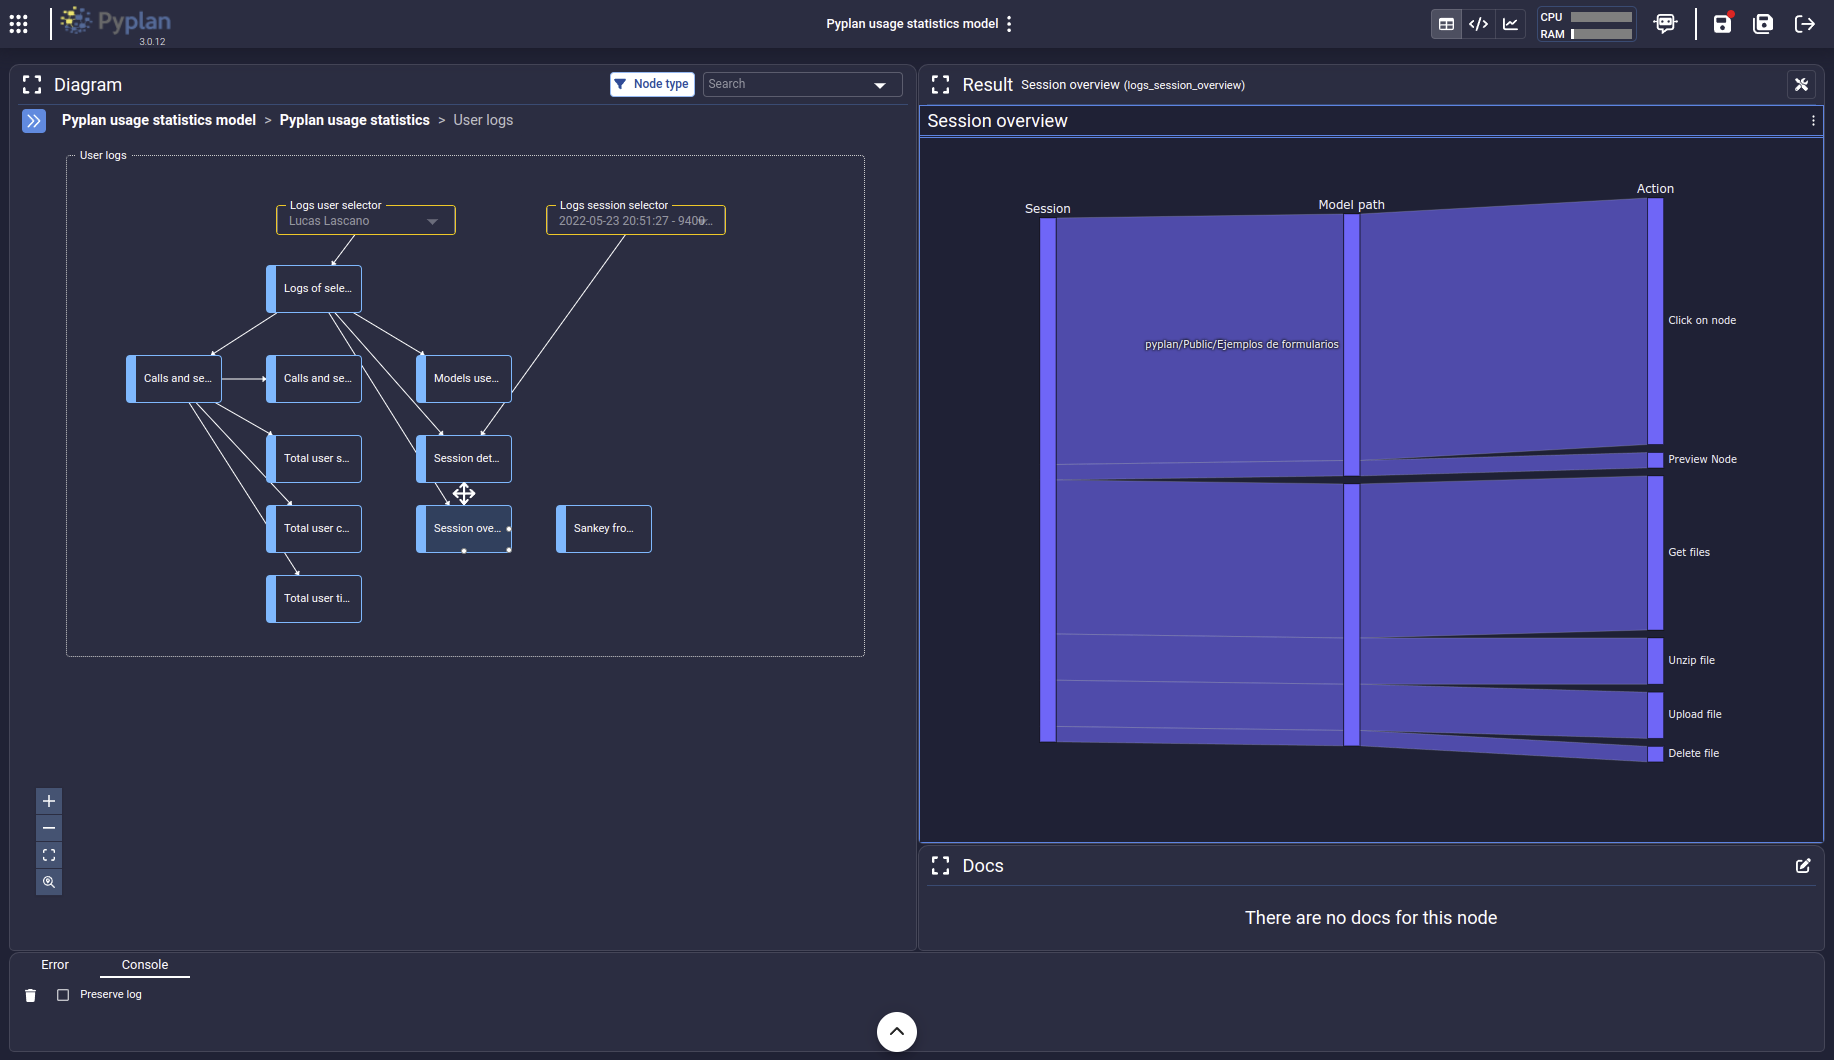 Pyplan
3.0.12
Pyplan usage statistics model
CPU
RAM
Diagram
Node type
Search
Pyplan usage statistics model > Pyplan usage statistics > User logs
User logs
Logs user selector
Lucas Lascano
Logs session selector
2022-05-23 20:51:27 - 9400...
Logs of sele...
Calls and se...
Calls and se...
Models use...
Total user s...
Session det...
Total user c...
Session ove...
Sankey fro...
Total user ti...
Result Session overview (logs_session_overview)
Session overview
Session
Model path
Action
pyplan/Public/Ejemplos de formularios
Click on node
Preview Node
Get files
Unzip file
Upload file
Delete file
Docs
There are no docs for this node
Error
Console
Preserve log